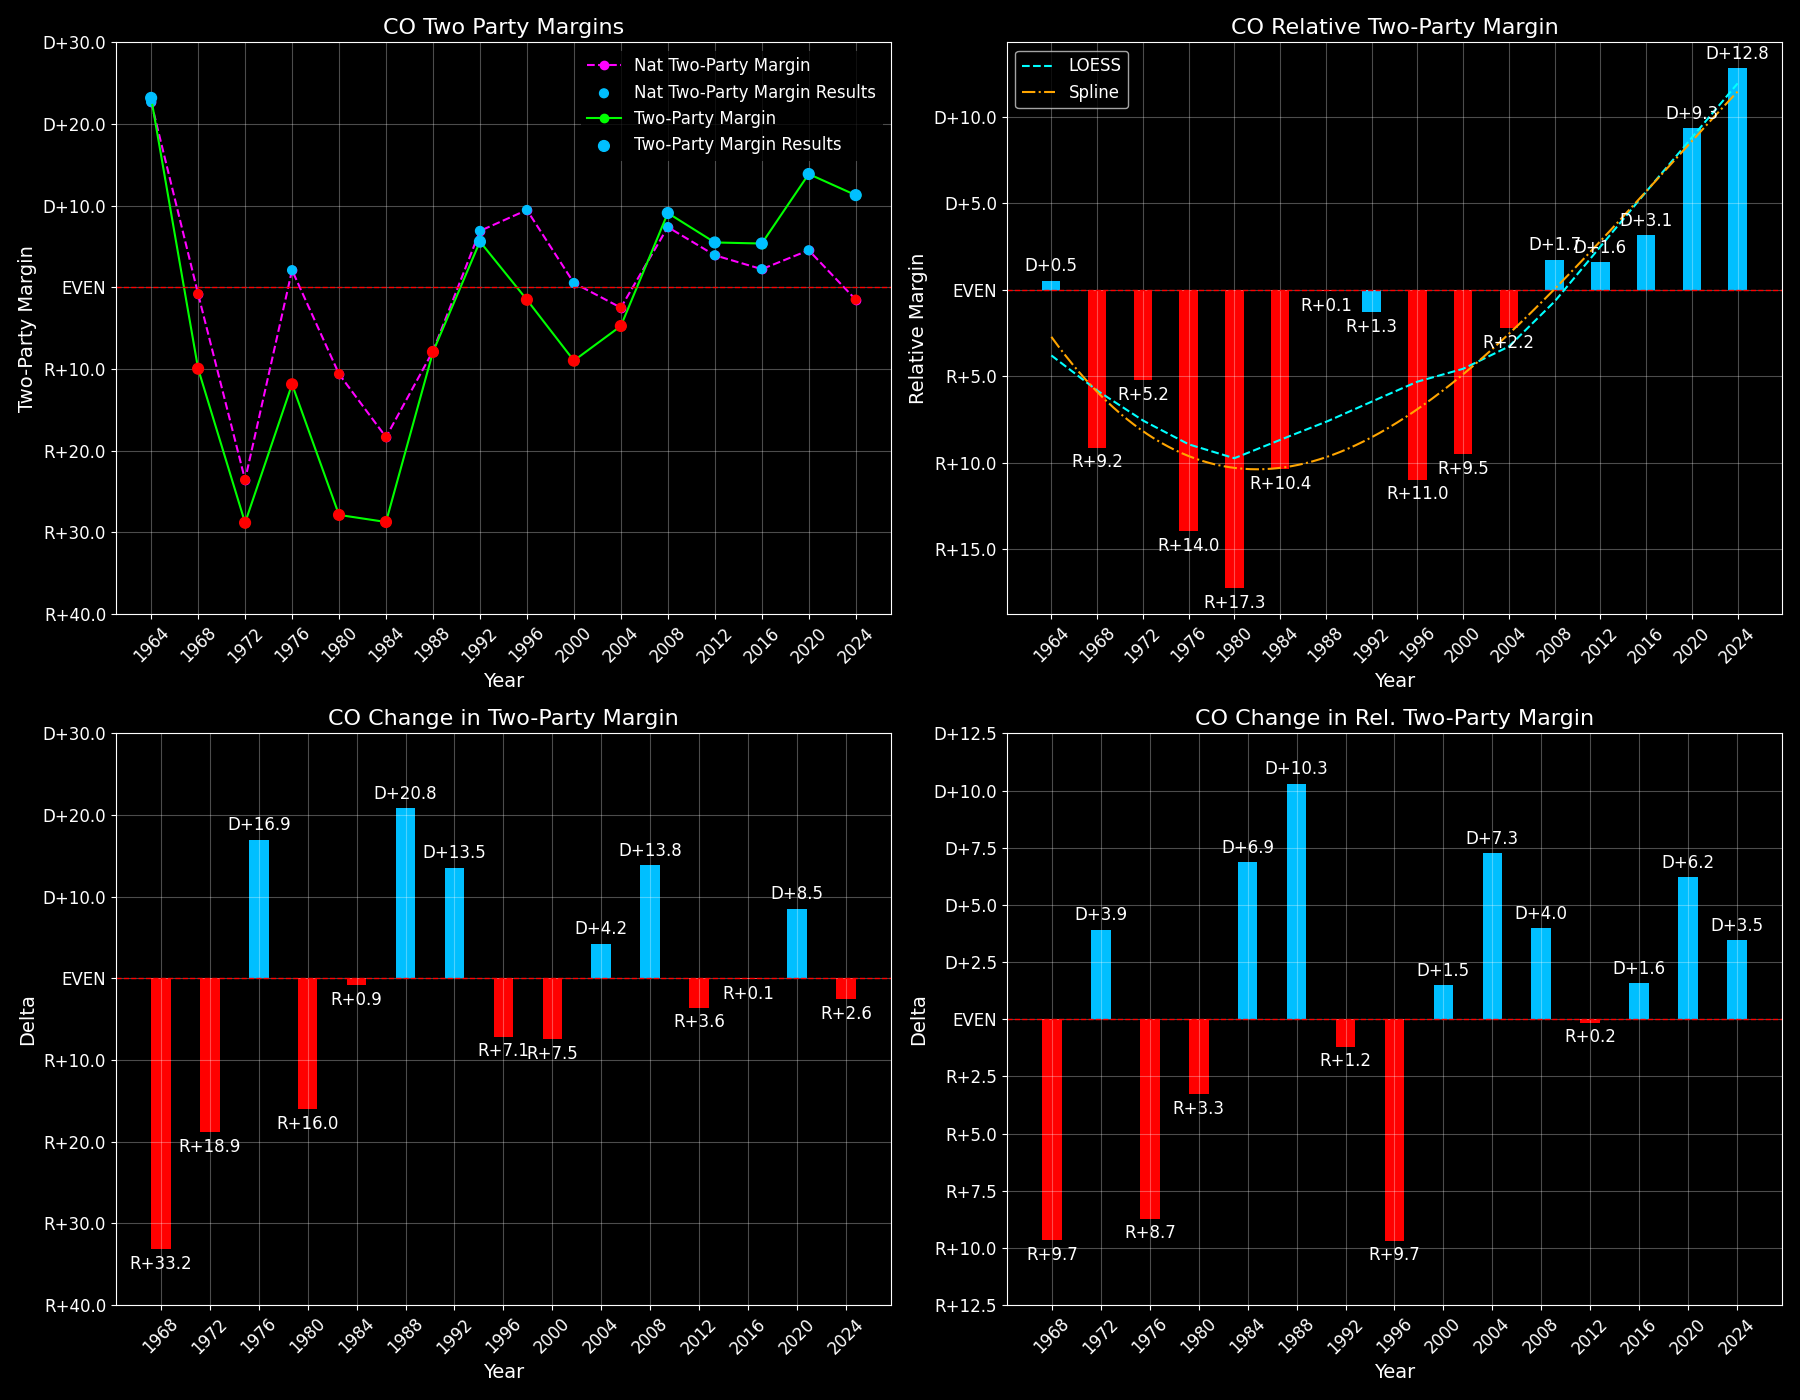 CO Two Party Margins
D+30.0
D+20.0
D+10.0
EVEN
R+10.0
R+20.0
R+30.0
R+40.0
Two-Party Margin
Nat Two-Party Margin
Nat Two-Party Margin Results
Two-Party Margin
Two-Party Margin Results
1964 1968 1972 1976 1980 1984 1988 1992 1996 2000 2004 2008 2012 2016 2020 2024
Year
CO Relative Two-Party Margin
D+10.0
D+5.0
EVEN
R+5.0
R+10.0
R+15.0
Relative Margin
LOESS
Spline
D+0.5
R+9.2
R+5.2
R+14.0
R+17.3
R+10.4
R+0.1
R+1.3
R+11.0
R+9.5
R+2.2
D+1.7
D+1.6
D+3.1
D+9.3
D+12.8
1964 1968 1972 1976 1980 1984 1988 1992 1996 2000 2004 2008 2012 2016 2020 2024
Year
CO Change in Two-Party Margin
D+30.0
D+20.0
D+10.0
EVEN
R+10.0
R+20.0
R+30.0
R+40.0
Delta
R+33.2
R+18.9
D+16.9
R+16.0
R+0.9
D+20.8
D+13.5
R+7.1
R+7.5
D+4.2
D+13.8
R+3.6
R+0.1
D+8.5
R+2.6
1968 1972 1976 1980 1984 1988 1992 1996 2000 2004 2008 2012 2016 2020 2024
Year
CO Change in Rel. Two-Party Margin
D+12.5
D+10.0
D+7.5
D+5.0
D+2.5
EVEN
R+2.5
R+5.0
R+7.5
R+10.0
R+12.5
Delta
R+9.7
D+3.9
R+8.7
R+3.3
D+6.9
D+10.3
R+1.2
R+9.7
D+1.5
D+7.3
D+4.0
R+0.2
D+1.6
D+6.2
D+3.5
1968 1972 1976 1980 1984 1988 1992 1996 2000 2004 2008 2012 2016 2020 2024
Year